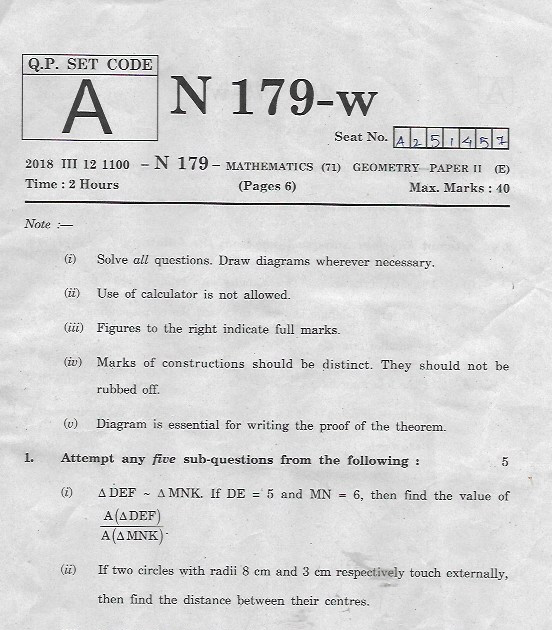 Q.P. SET CODE
A
N 179-W
Seat No. A 2 5 1 4 5 7
2018 III 12 1100 – N 179 – MATHEMATICS (71) GEOMETRY—PAPER II (E)
Time : 2 Hours (Pages 6) Max. Marks : 40
Note :—
(i) Solve all questions. Draw diagrams wherever necessary.
(ii) Use of calculator is not allowed.
(iii) Figures to the right indicate full marks.
(iv) Marks of constructions should be distinct. They should not be
rubbed off.
(v) Diagram is essential for writing the proof of the theorem.
1. Attempt any five sub-questions from the following : 5
(i) Δ DEF ~ Δ MNK. If DE = 5 and MN = 6, then find the value of
A(Δ DEF)
A(Δ MNK).
(ii) If two circles with radii 8 cm and 3 cm respectively touch externally,
then find the distance between their centres.